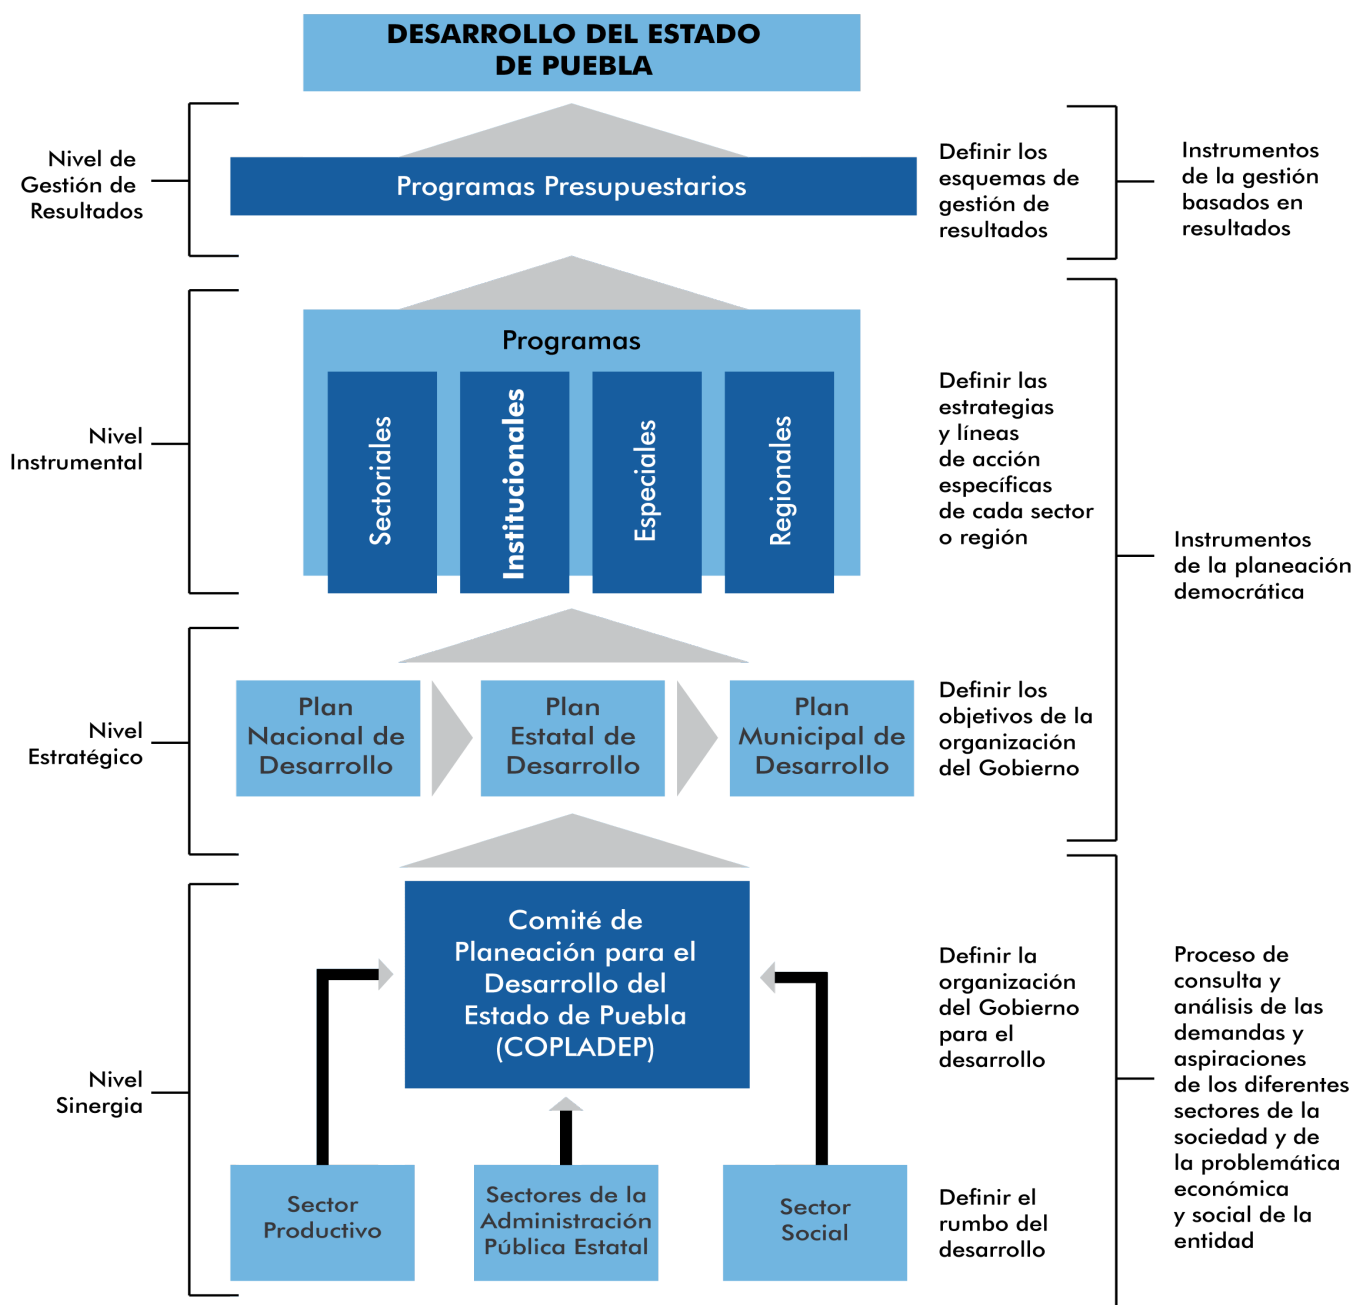 DESARROLLO DEL ESTADO
DE PUEBLA
Nivel de
Gestión de
Resultados
Programas Presupuestarios
Definir los
esquemas de
gestión de
resultados
Instrumentos
de la gestión
basados en
resultados
Nivel
Instrumental
Programas
Sectoriales
Institucionales
Especiales
Regionales
Definir las
estrategias
y líneas
de acción
específicas
de cada sector
o región
Instrumentos
de la planeación
democrática
Nivel
Estratégico
Plan
Nacional de
Desarrollo
Plan
Estatal de
Desarrollo
Plan
Municipal de
Desarrollo
Definir los
objetivos de la
organización
del Gobierno
Nivel
Sinergia
Comité de
Planeación para el
Desarrollo del
Estado de Puebla
(COPLADEP)
Definir la
organización
del Gobierno
para el
desarrollo
Sector
Productivo
Sectores de la
Administración
Pública Estatal
Sector
Social
Definir el
rumbo del
desarrollo
Proceso de
consulta y
análisis de las
demandas y
aspiraciones
de los diferentes
sectores de la
sociedad y de
la problemática
económica
y social de la
entidad